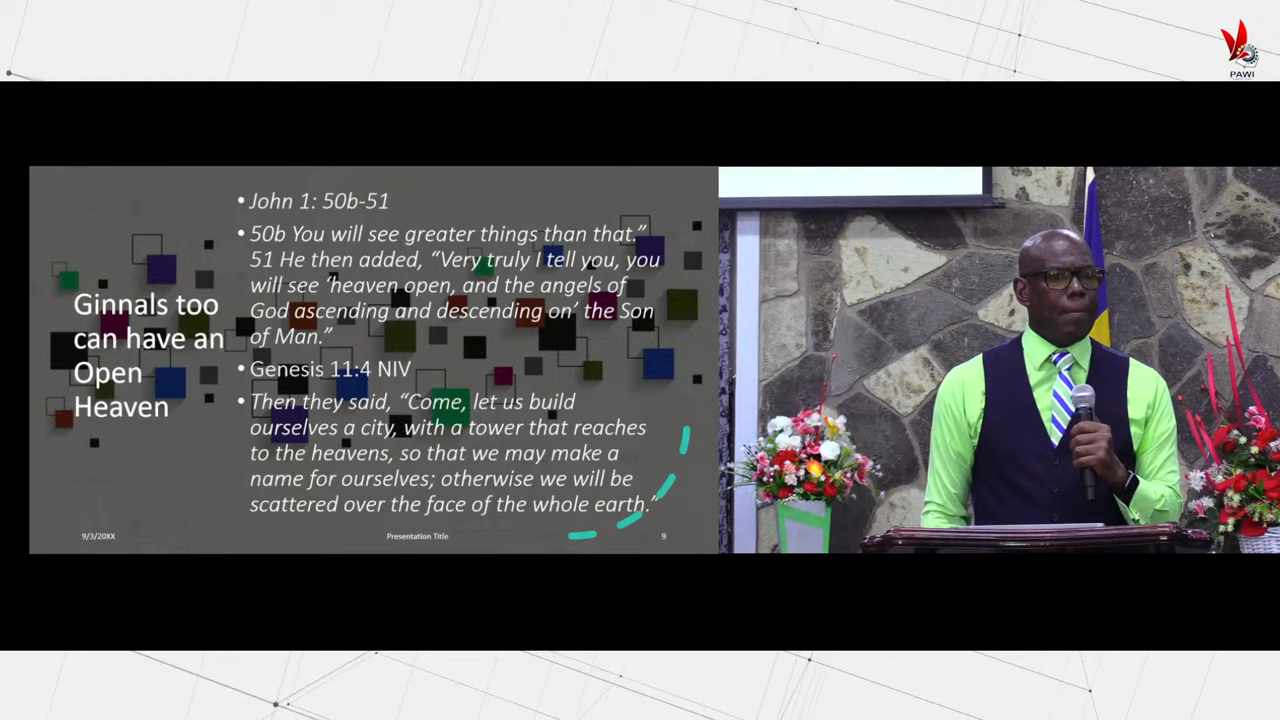 PAWI
Ginnals too
can have an
Open
Heaven
• John 1: 50b-51
• 50b You will see greater things than that.”
51 He then added, “Very truly I tell you, you
will see ‘heaven open, and the angels of
God ascending and descending on’ the Son
of Man.”
• Genesis 11:4 NIV
• Then they said, “Come, let us build
ourselves a city, with a tower that reaches
to the heavens, so that we may make a
name for ourselves; otherwise we will be
scattered over the face of the whole earth.”
9/3/20XX
Presentation Title
9